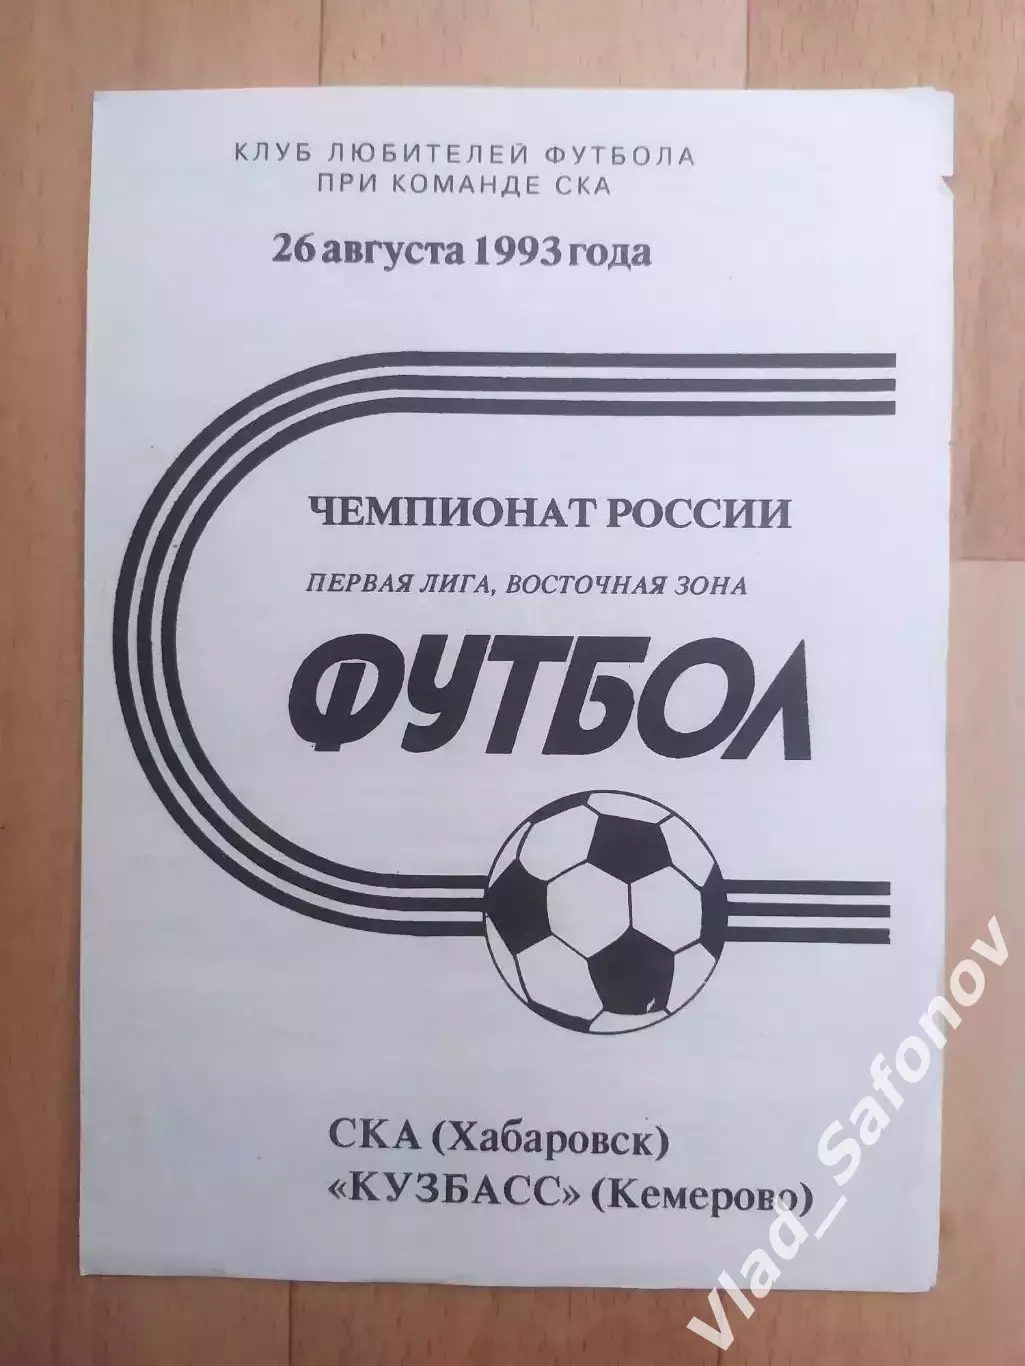 КЛУБ ЛЮБИТЕЛЕЙ ФУТБОЛА
ПРИ КОМАНДЕ СКА
26 августа 1993 года
ЧЕМПИОНАТ РОССИИ
ПЕРВАЯ ЛИГА, ВОСТОЧНАЯ ЗОНА
ФУТБОЛ
СКА (Хабаровск)
«КУЗБАСС» (Кемерово)
Vlad_Safonov